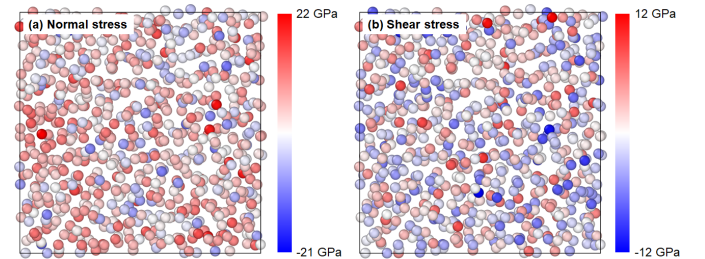 (a) Normal stress
22 GPa
-21 GPa
(b) Shear stress
12 GPa
-12 GPa